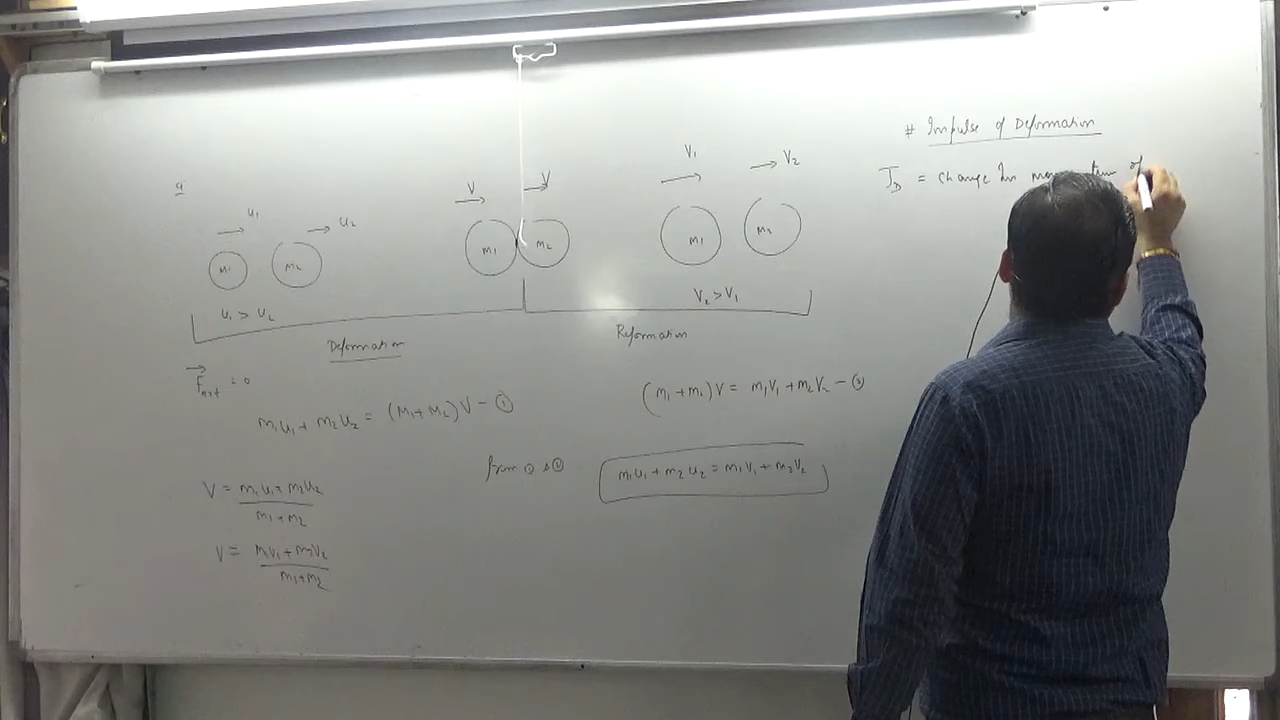 # Impulse of Deformation
J_D = change in momentum of
q
u₁ u₂
V V
V₁ V₂
m₁ m₂
m₁ m₂
m₁ m₂
u₁ > u₂
V₂ > V₁
Deformation
Reformation
F⃗ext = 0
m₁u₁ + m₂u₂ = (m₁+m₂)V – ①
(m₁+m₂)V = m₁V₁ + m₂V₂ – ②
from ① & ②
m₁u₁ + m₂u₂ = m₁V₁ + m₂V₂
V = (m₁u₁+m₂u₂)/(m₁+m₂)
V = (m₁V₁+m₂V₂)/(m₁+m₂)